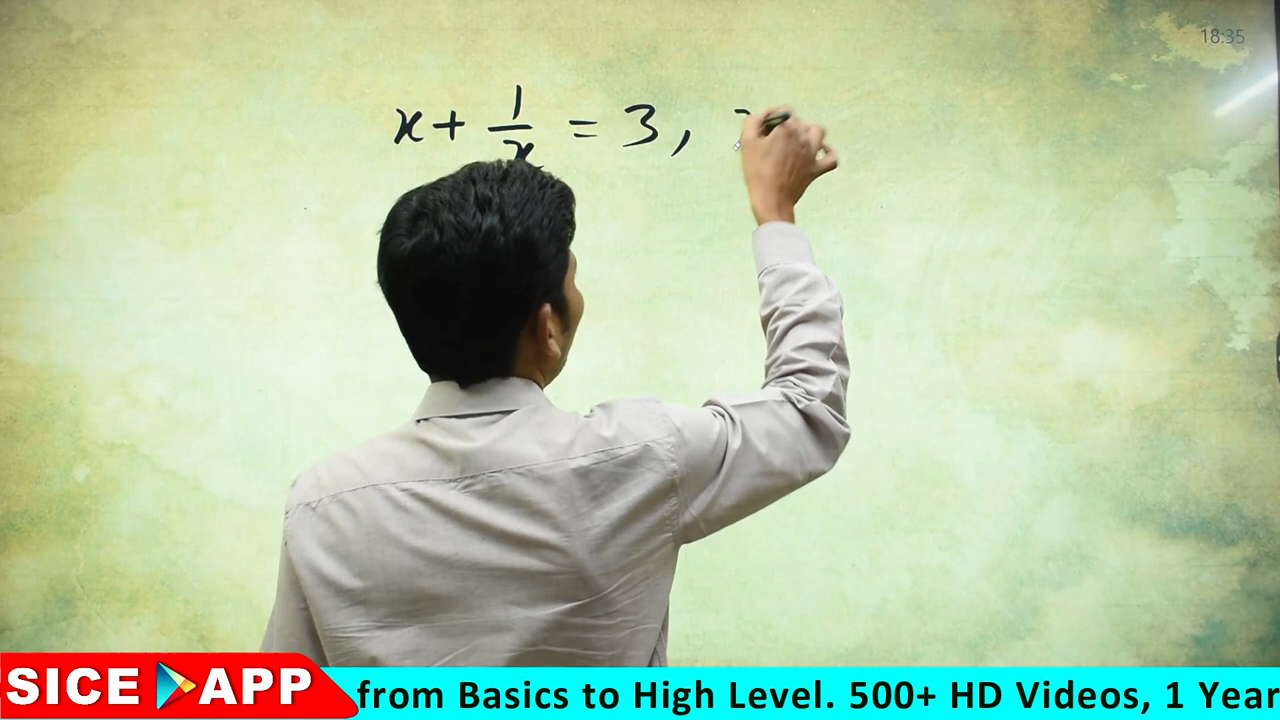 18:35
x + 1/x = 3,
SICE APP
from Basics to High Level. 500+ HD Videos, 1 Year